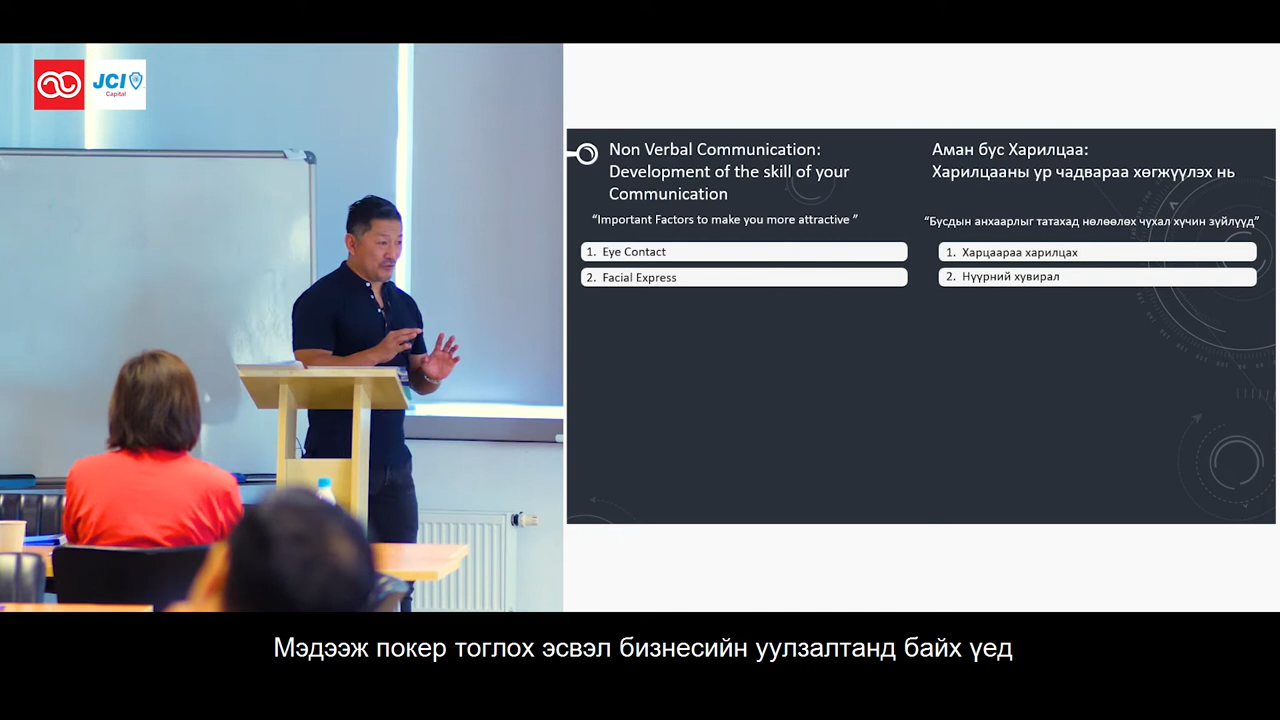 JCI
Capital
Non Verbal Communication:
Development of the skill of your
Communication
“Important Factors to make you more attractive ”
1. Eye Contact
2. Facial Express
Аман бус Харилцаа:
Харилцааны ур чадвараа хөгжүүлэх нь
“Бусдын анхаарлыг татахад нөлөөлөх чухал хүчин зүйлүүд”
1. Харцаараа харилцах
2. Нүүрний хувирал
Мэдээж покер тоглох эсвэл бизнесийн уулзалтанд байх үед